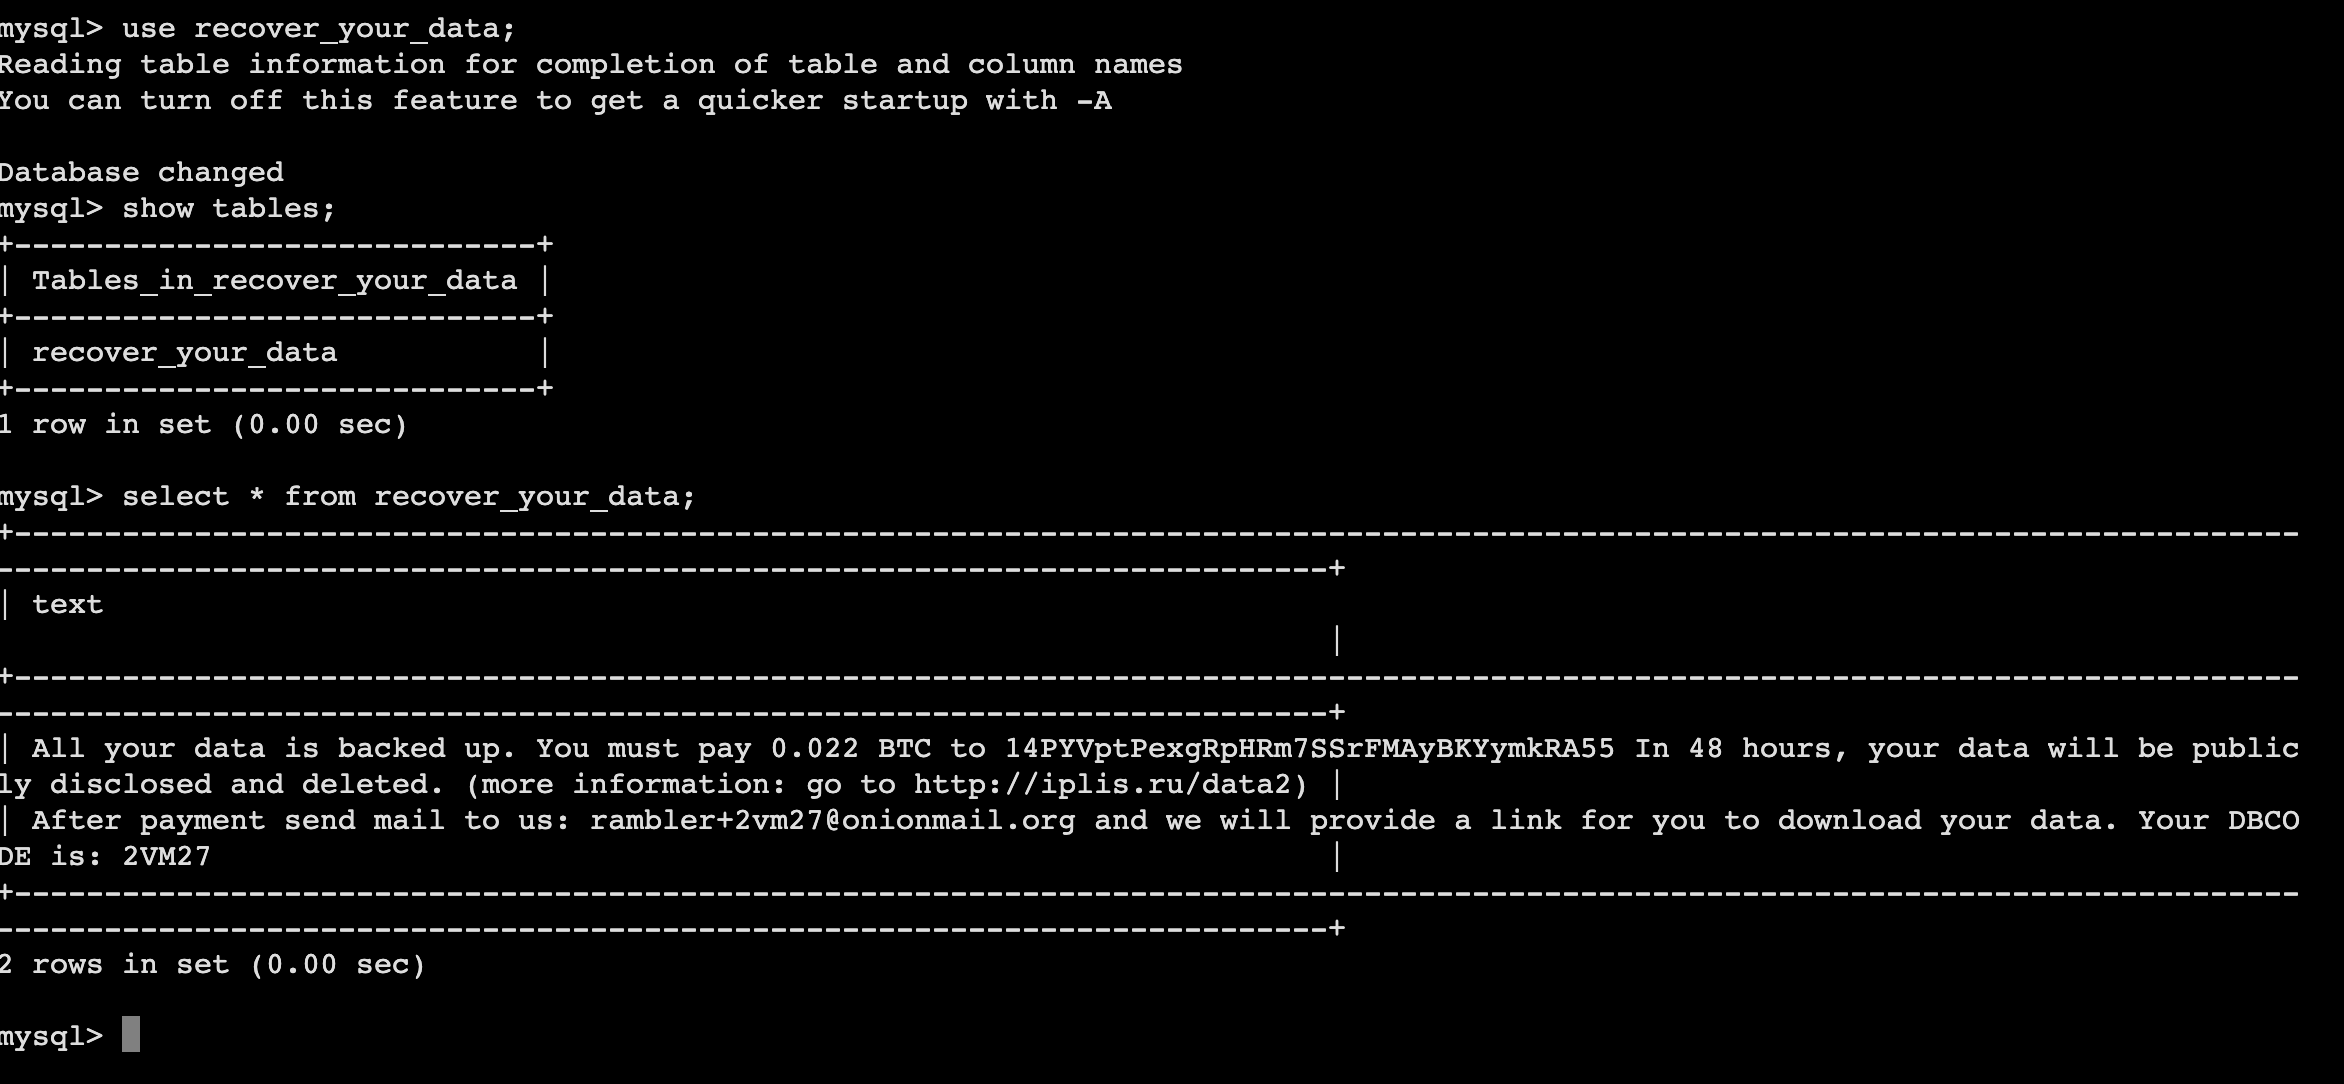 mysql> use recover_your_data;
Reading table information for completion of table and column names
You can turn off this feature to get a quicker startup with -A
Database changed
mysql> show tables;
+-----------------------------+
| Tables_in_recover_your_data |
+-----------------------------+
| recover_your_data           |
+-----------------------------+
1 row in set (0.00 sec)
mysql> select * from recover_your_data;
+-------------------------------------------------------------------------------------------------------------------------------
--------------------------------------------------------------------------+
| text
                                                                          |
+-------------------------------------------------------------------------------------------------------------------------------
--------------------------------------------------------------------------+
| All your data is backed up. You must pay 0.022 BTC to 14PYVptPexgRpHRm7SSrFMAyBKYymkRA55 In 48 hours, your data will be public
ly disclosed and deleted. (more information: go to http://iplis.ru/data2) |
| After payment send mail to us: rambler+2vm27@onionmail.org and we will provide a link for you to download your data. Your DBCO
DE is: 2VM27                                                              |
+-------------------------------------------------------------------------------------------------------------------------------
--------------------------------------------------------------------------+
2 rows in set (0.00 sec)
mysql>